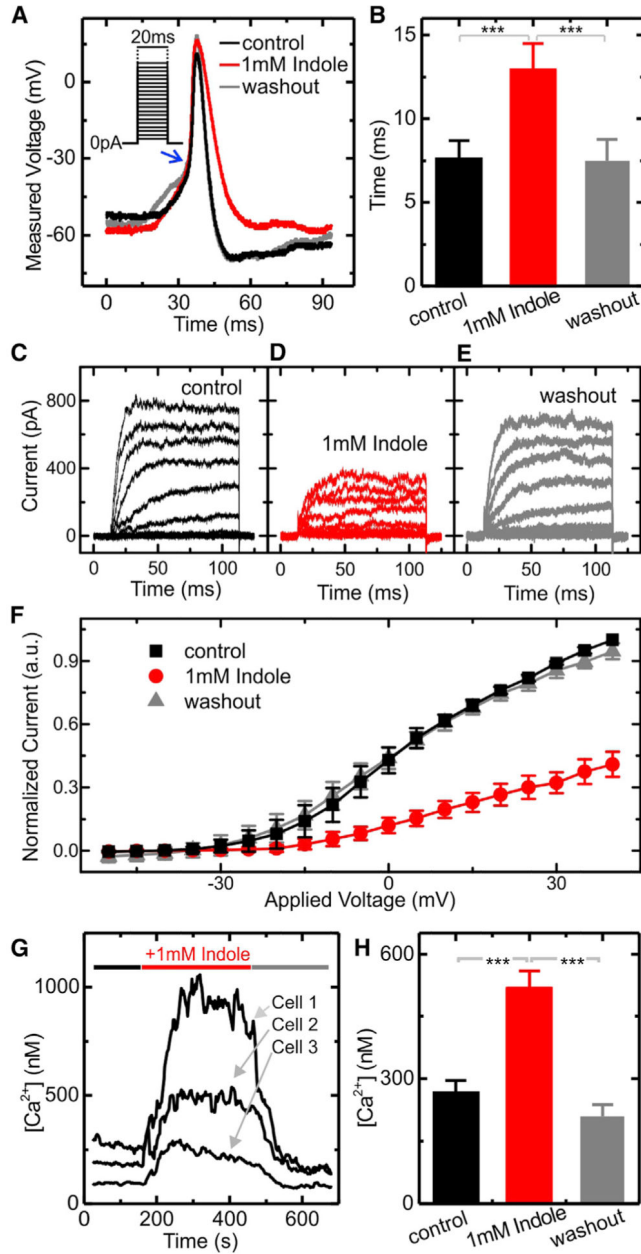 A
20ms
control
1mM Indole
washout
0pA
0
-30
-60
Measured Voltage (mV)
0
30
60
90
Time (ms)
B
***
***
15
10
5
0
Time (ms)
control
1mM Indole
washout
C
D
E
control
1mM Indole
washout
800
400
0
Current (pA)
0
50
100
0
50
100
0
50
100
Time (ms)
Time (ms)
Time (ms)
F
control
1mM Indole
washout
0.9
0.6
0.3
0.0
Normalized Current (a.u.)
-30
0
30
Applied Voltage (mV)
G
+1mM Indole
Cell 1
Cell 2
Cell 3
1000
500
0
[Ca2+] (nM)
0
200
400
600
Time (s)
H
***
***
600
300
0
[Ca2+] (nM)
control
1mM Indole
washout